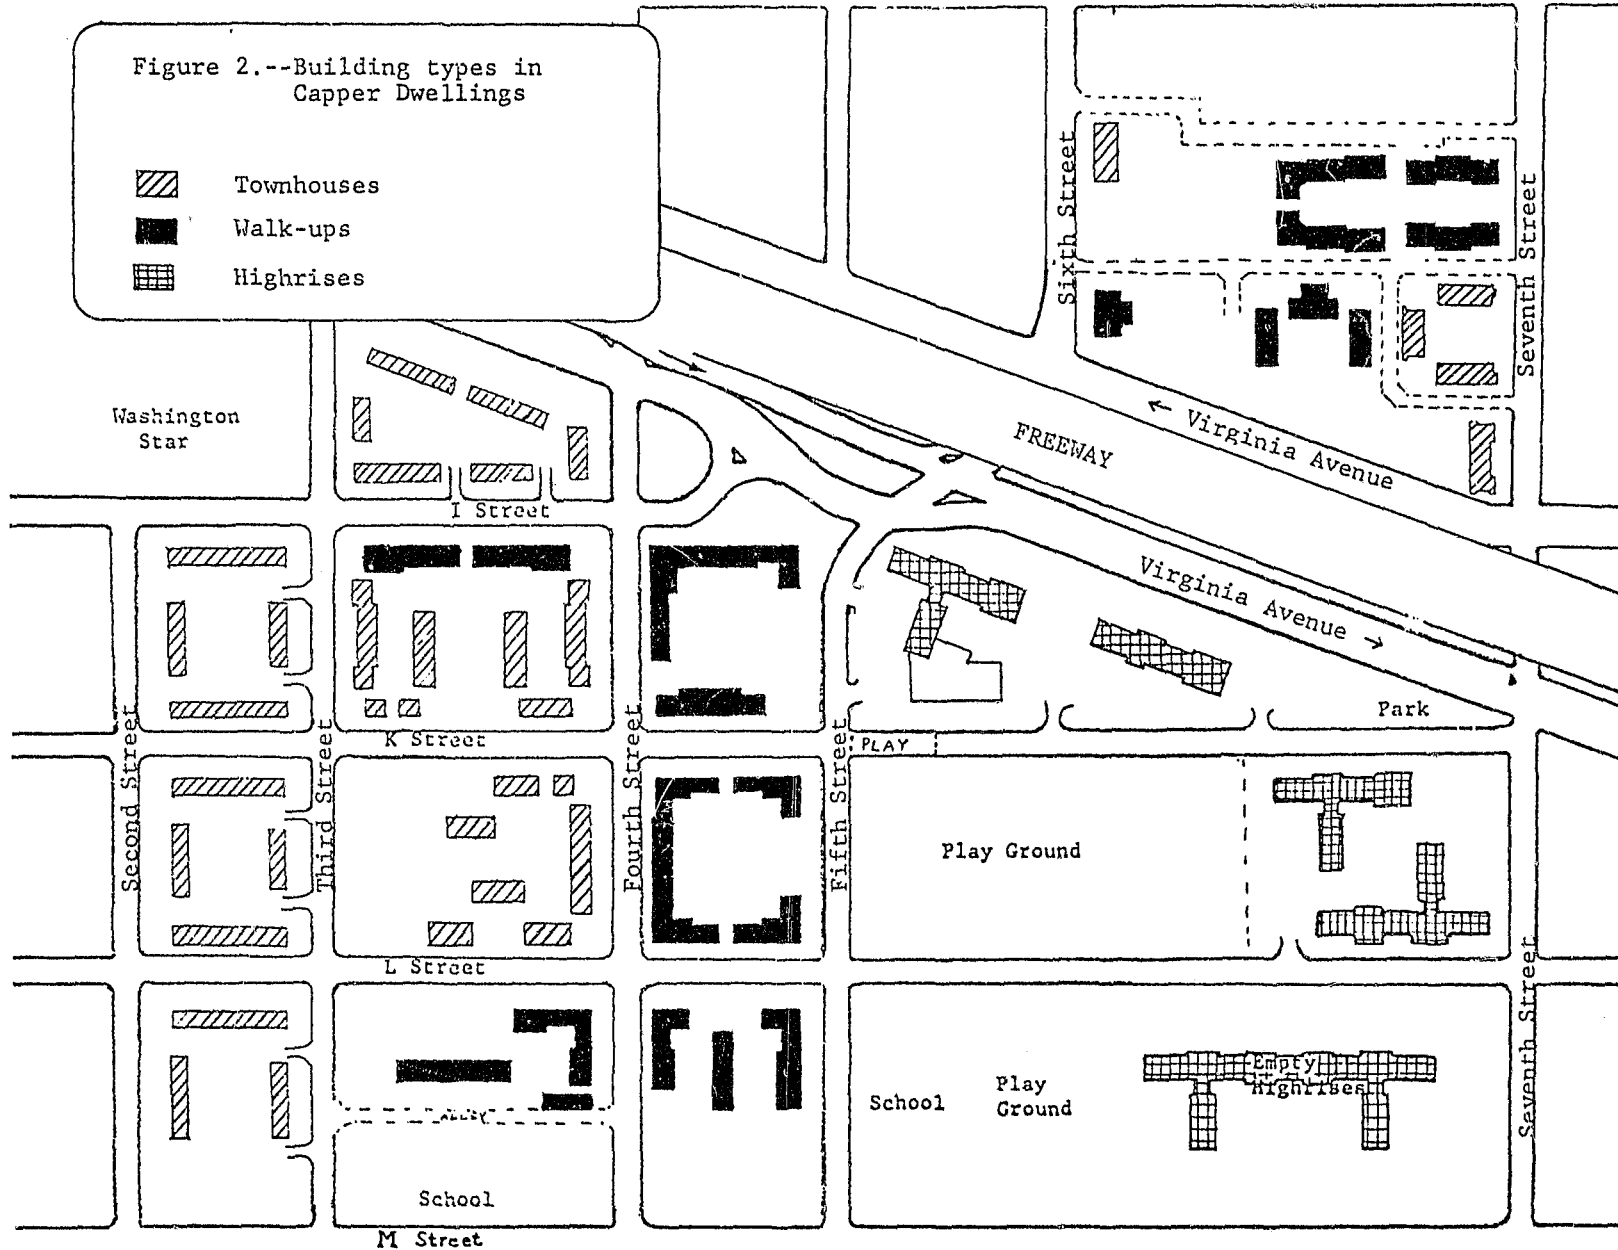 Figure 2.--Building types in
Capper Dwellings
Townhouses
Walk-ups
Highrises
Sixth Street
Seventh Street
Washington
Star
← Virginia Avenue
FREEWAY
I Street
Virginia Avenue →
Park
Second Street
Third Street
K Street
Fourth Street
Fifth Street
PLAY
Play Ground
L Street
Seventh Street
Empty
Highrises
School
Play
Ground
ALLEY
School
M Street